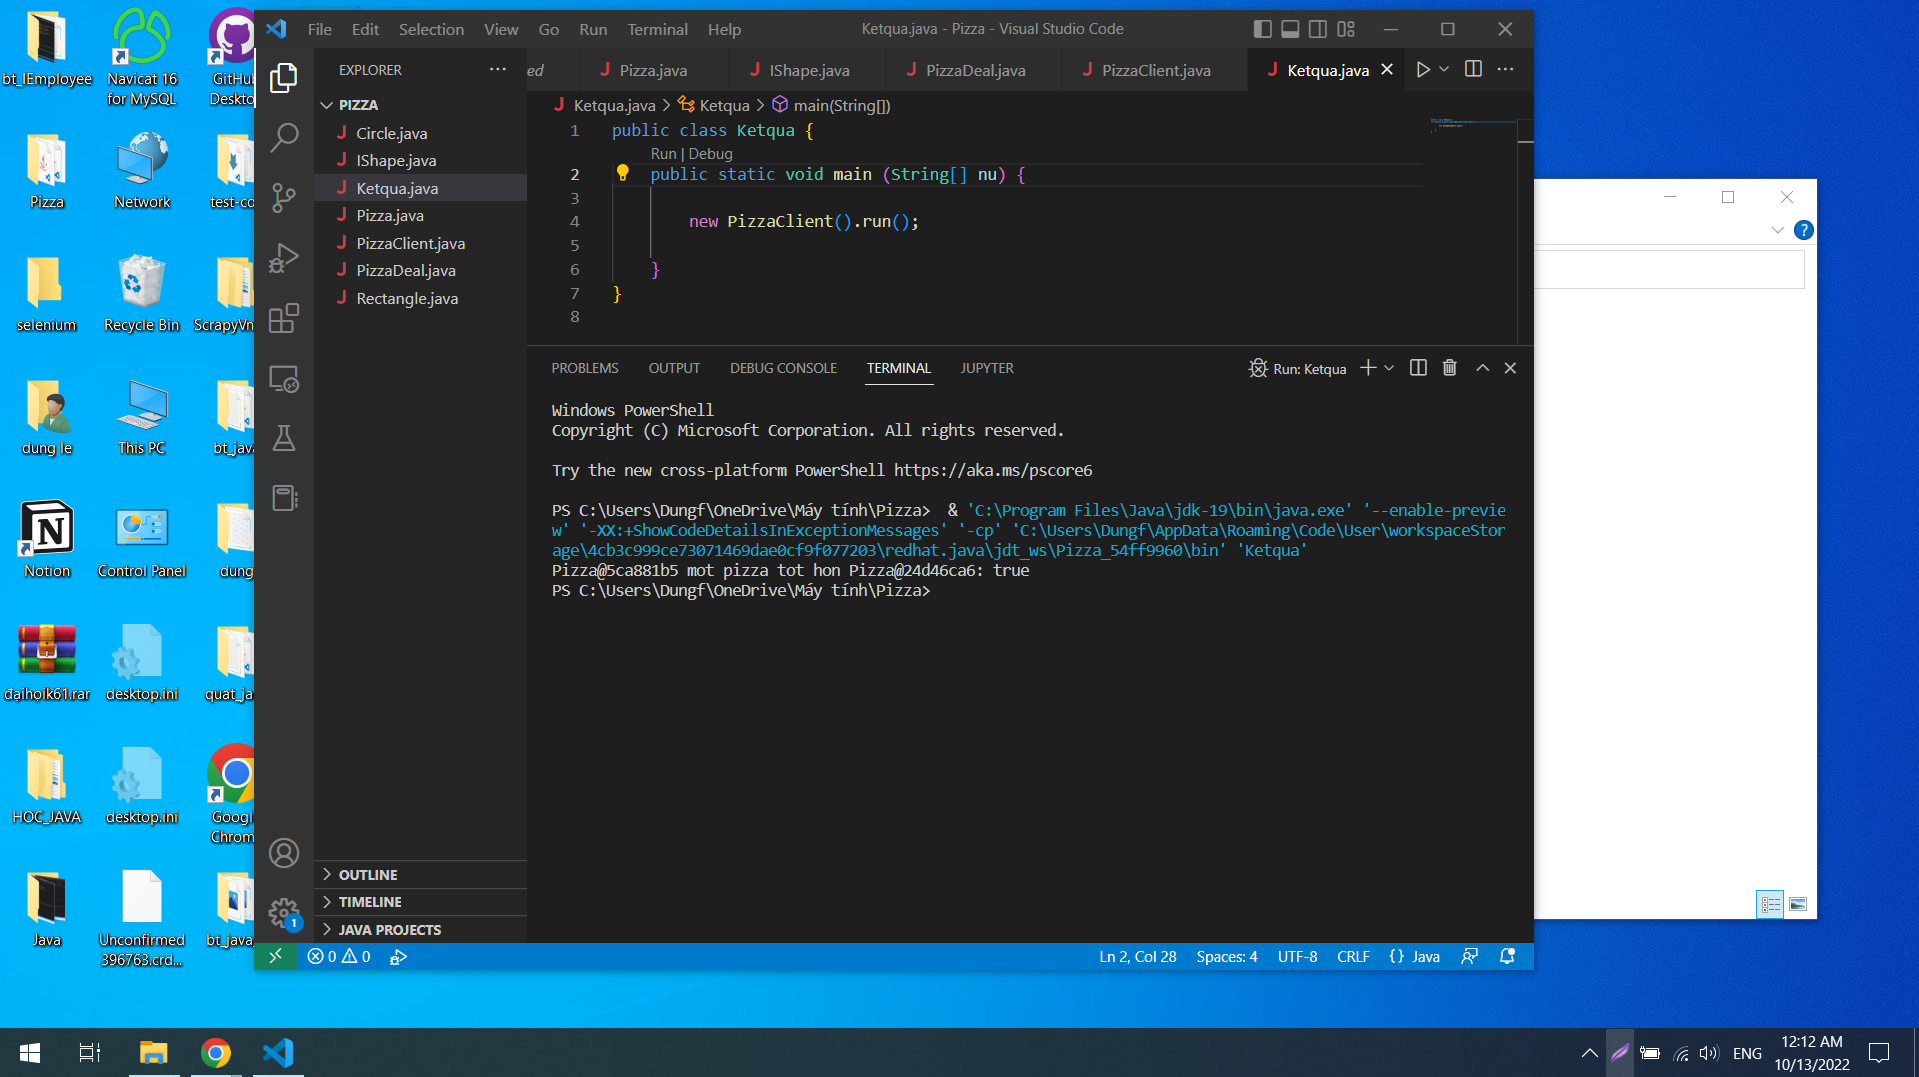 bt_IEmployee
Navicat 16
for MySQL
GitHub
Deskto
Pizza
Network
test-co
selenium
Recycle Bin
ScrapyVn
dung le
This PC
bt_java
Notion
Control Panel
dung
daihoik61.rar
desktop.ini
quat_ja
HOC_JAVA
desktop.ini
Googl
Chrom
Java
Unconfirmed
396763.crd...
bt_java
File Edit Selection View Go Run Terminal Help
Ketqua.java - Pizza - Visual Studio Code
EXPLORER
PIZZA
Circle.java
IShape.java
Ketqua.java
Pizza.java
PizzaClient.java
PizzaDeal.java
Rectangle.java
OUTLINE
TIMELINE
JAVA PROJECTS
ed Pizza.java IShape.java PizzaDeal.java PizzaClient.java Ketqua.java
Ketqua.java > Ketqua > main(String[])
1 public class Ketqua {
Run | Debug
2 public static void main (String[] nu) {
3
4 new PizzaClient().run();
5
6 }
7 }
8
PROBLEMS OUTPUT DEBUG CONSOLE TERMINAL JUPYTER
Run: Ketqua
Windows PowerShell
Copyright (C) Microsoft Corporation. All rights reserved.
Try the new cross-platform PowerShell https://aka.ms/pscore6
PS C:\Users\Dungf\OneDrive\Máy tính\Pizza>  & 'C:\Program Files\Java\jdk-19\bin\java.exe' '--enable-previe
w' '-XX:+ShowCodeDetailsInExceptionMessages' '-cp' 'C:\Users\Dungf\AppData\Roaming\Code\User\workspaceStor
age\4cb3c999ce73071469dae0cf9f077203\redhat.java\jdt_ws\Pizza_54ff9960\bin' 'Ketqua'
Pizza@5ca881b5 mot pizza tot hon Pizza@24d46ca6: true
PS C:\Users\Dungf\OneDrive\Máy tính\Pizza>
1
0 0
Ln 2, Col 28 Spaces: 4 UTF-8 CRLF {} Java
ENG
12:12 AM
10/13/2022